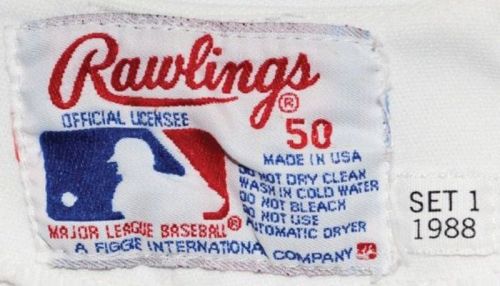 Rawlings®
OFFICIAL LICENSEE
50
MADE IN USA
DO NOT DRY CLEAN
WASH IN COLD WATER
DO NOT BLEACH
DO NOT USE
AUTOMATIC DRYER
MAJOR LEAGUE BASEBALL®
A FIGGIE INTERNATIONAL COMPANY
SET 1
1988